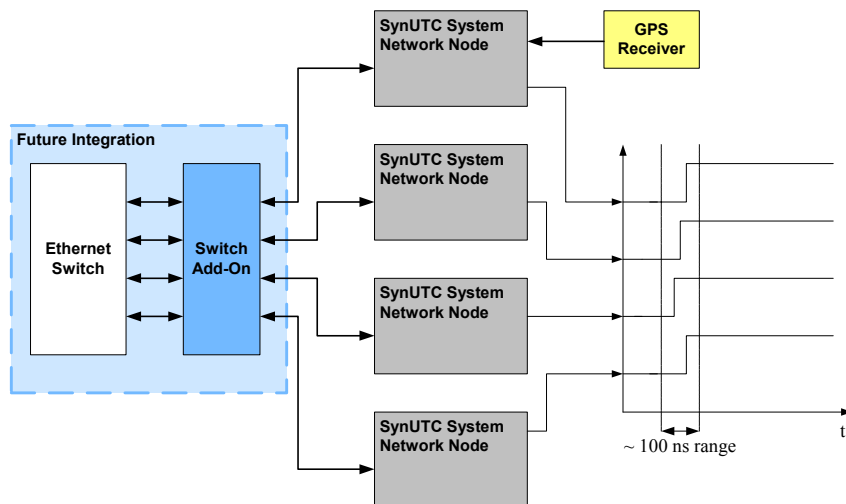 SynUTC System
Network Node
GPS
Receiver
Future Integration
Ethernet
Switch
Switch
Add-On
SynUTC System
Network Node
SynUTC System
Network Node
SynUTC System
Network Node
t
~ 100 ns range